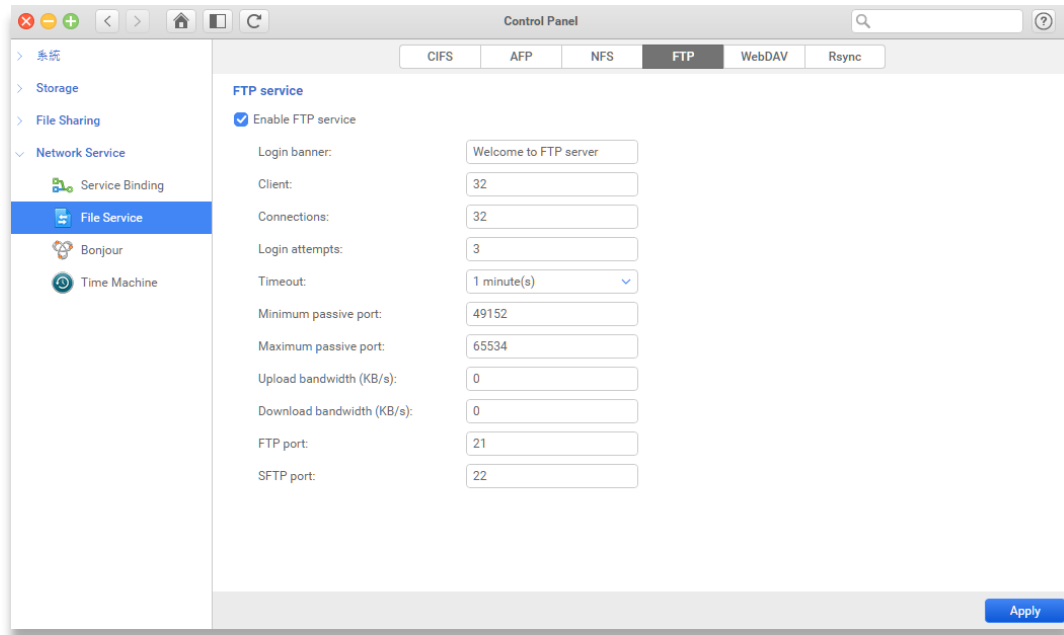 Control Panel
?
系統
Storage
File Sharing
Network Service
Service Binding
File Service
Bonjour
Time Machine
CIFS AFP NFS FTP WebDAV Rsync
FTP service
Enable FTP service
Login banner: Welcome to FTP server
Client: 32
Connections: 32
Login attempts: 3
Timeout: 1 minute(s)
Minimum passive port: 49152
Maximum passive port: 65534
Upload bandwidth (KB/s): 0
Download bandwidth (KB/s): 0
FTP port: 21
SFTP port: 22
Apply